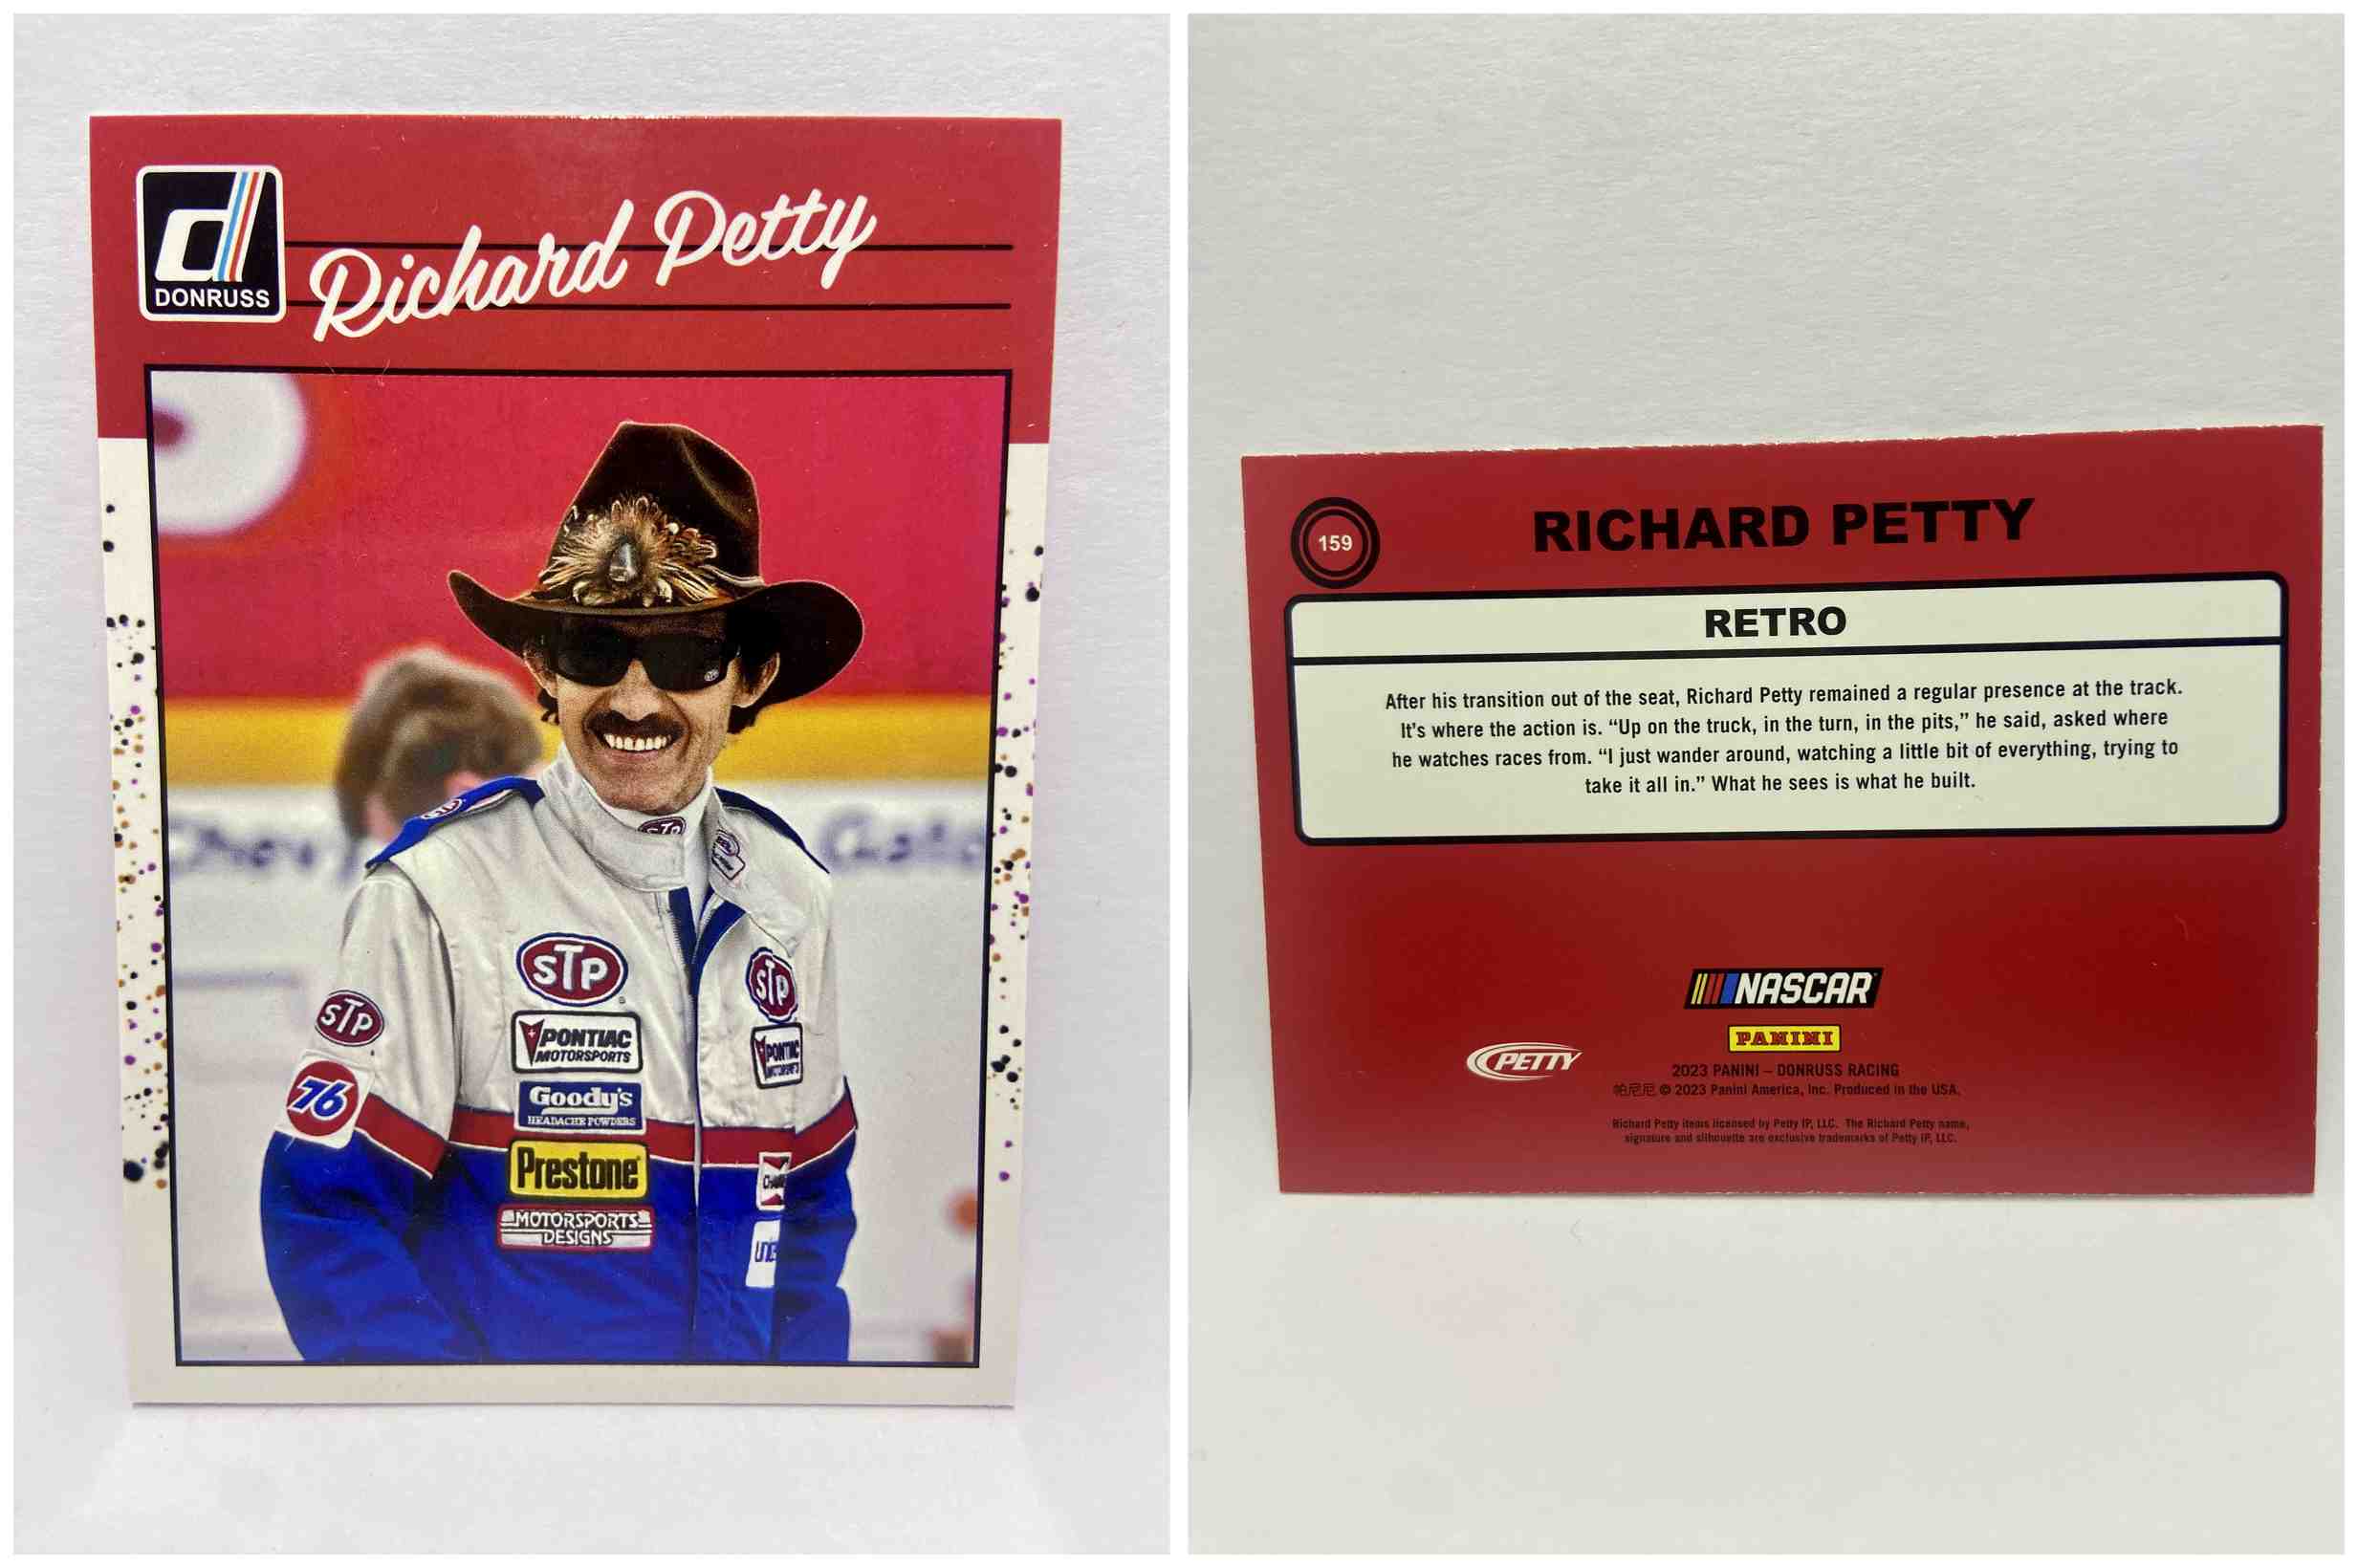 DONRUSS
Richard Petty
STP
STP
STP
STP
76
PONTIAC
MOTORSPORTS
PONTIAC
Goody's
HEADACHE POWDERS
Prestone
MOTORSPORTS
DESIGNS
159
RICHARD PETTY
RETRO
After his transition out of the seat, Richard Petty remained a regular presence at the track.
It's where the action is. “Up on the truck, in the turn, in the pits,” he said, asked where
he watches races from. “I just wander around, watching a little bit of everything, trying to
take it all in.” What he sees is what he built.
NASCAR
PANINI
PETTY
2023 PANINI – DONRUSS RACING
帕尼尼 © 2023 Panini America, Inc. Produced in the USA.
Richard Petty items licensed by Petty IP, LLC. The Richard Petty name,
signature and silhouette are exclusive trademarks of Petty IP, LLC.